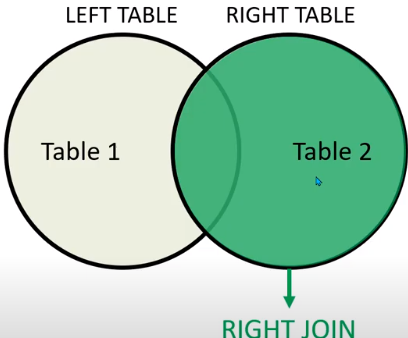 LEFT TABLE RIGHT TABLE
Table 1 Table 2
RIGHT JOIN